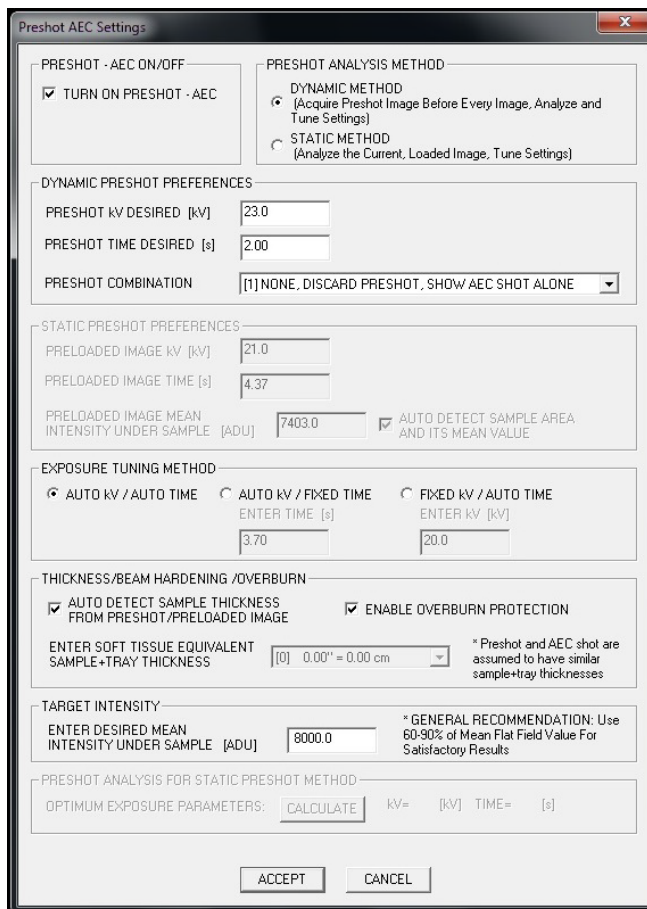 Preshot AEC Settings
x
PRESHOT - AEC ON/OFF
TURN ON PRESHOT - AEC
PRESHOT ANALYSIS METHOD
DYNAMIC METHOD
(Acquire Preshot Image Before Every Image, Analyze and
Tune Settings)
STATIC METHOD
(Analyze the Current, Loaded Image, Tune Settings)
DYNAMIC PRESHOT PREFERENCES
PRESHOT kV DESIRED [kV]
23.0
PRESHOT TIME DESIRED [s]
2.00
PRESHOT COMBINATION
[1] NONE, DISCARD PRESHOT, SHOW AEC SHOT ALONE
STATIC PRESHOT PREFERENCES
PRELOADED IMAGE kV [kV]
21.0
PRELOADED IMAGE TIME [s]
4.37
PRELOADED IMAGE MEAN
INTENSITY UNDER SAMPLE [ADU]
7403.0
AUTO DETECT SAMPLE AREA
AND ITS MEAN VALUE
EXPOSURE TUNING METHOD
AUTO kV / AUTO TIME
AUTO kV / FIXED TIME
ENTER TIME [s]
3.70
FIXED kV / AUTO TIME
ENTER kV [kV]
20.0
THICKNESS/BEAM HARDENING /OVERBURN
AUTO DETECT SAMPLE THICKNESS
FROM PRESHOT/PRELOADED IMAGE
ENABLE OVERBURN PROTECTION
ENTER SOFT TISSUE EQUIVALENT
SAMPLE+TRAY THICKNESS
[0] 0.00" = 0.00 cm
* Preshot and AEC shot are
assumed to have similar
sample+tray thicknesses
TARGET INTENSITY
ENTER DESIRED MEAN
INTENSITY UNDER SAMPLE [ADU]
8000.0
* GENERAL RECOMMENDATION: Use
60-90% of Mean Flat Field Value For
Satisfactory Results
PRESHOT ANALYSIS FOR STATIC PRESHOT METHOD
OPTIMUM EXPOSURE PARAMETERS:
CALCULATE
kV= [kV] TIME= [s]
ACCEPT
CANCEL